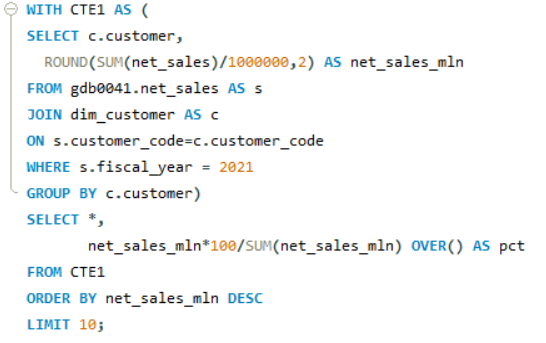 WITH CTE1 AS (
SELECT c.customer,
ROUND(SUM(net_sales)/1000000,2) AS net_sales_mln
FROM gdb0041.net_sales AS s
JOIN dim_customer AS c
ON s.customer_code=c.customer_code
WHERE s.fiscal_year = 2021
GROUP BY c.customer)
SELECT *,
net_sales_mln*100/SUM(net_sales_mln) OVER() AS pct
FROM CTE1
ORDER BY net_sales_mln DESC
LIMIT 10;